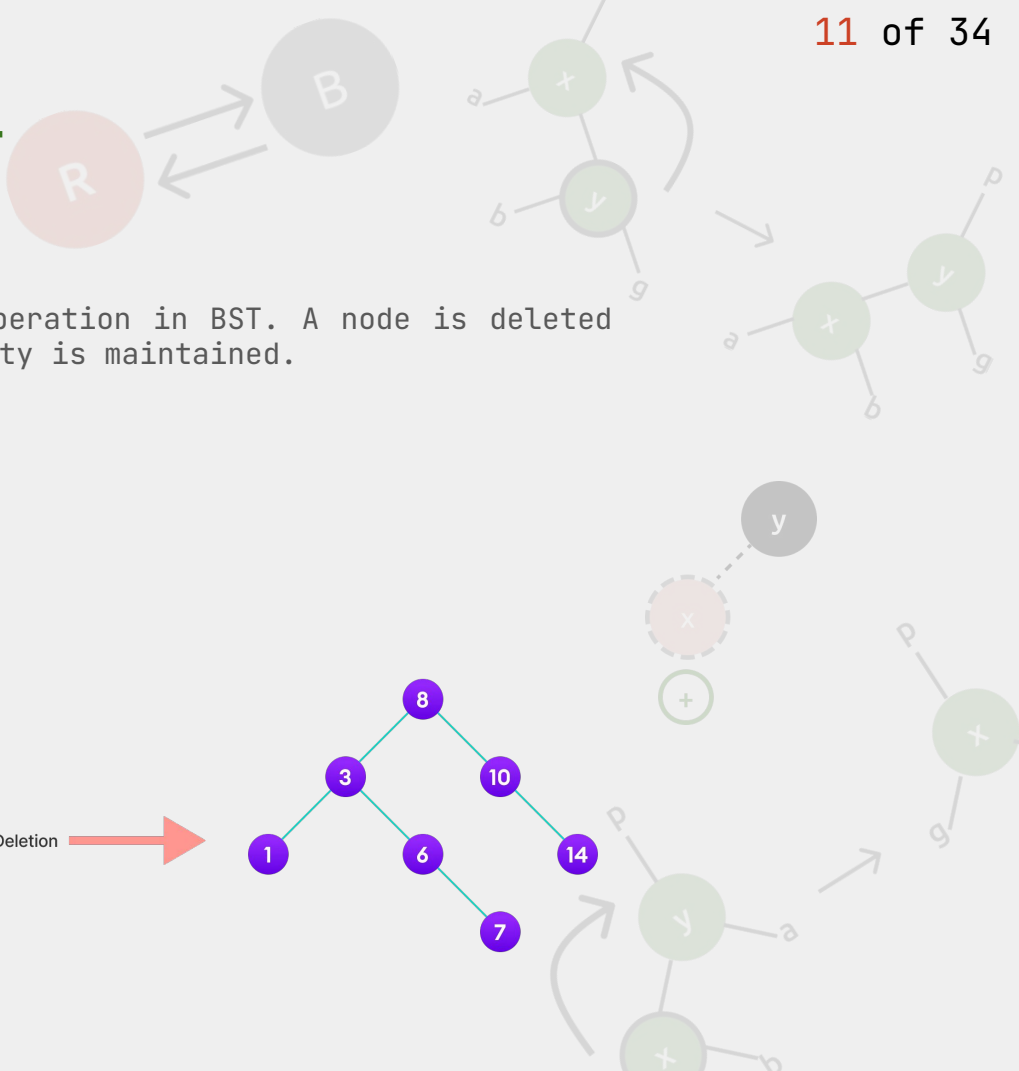 11 of 34
B
R
x
a
y
b
g
p
y
x
a
g
b
operation in BST. A node is deleted
ty is maintained.
y
x
+
p
x
g
8
3
10
Deletion
1
6
14
7
p
y
a
x
b